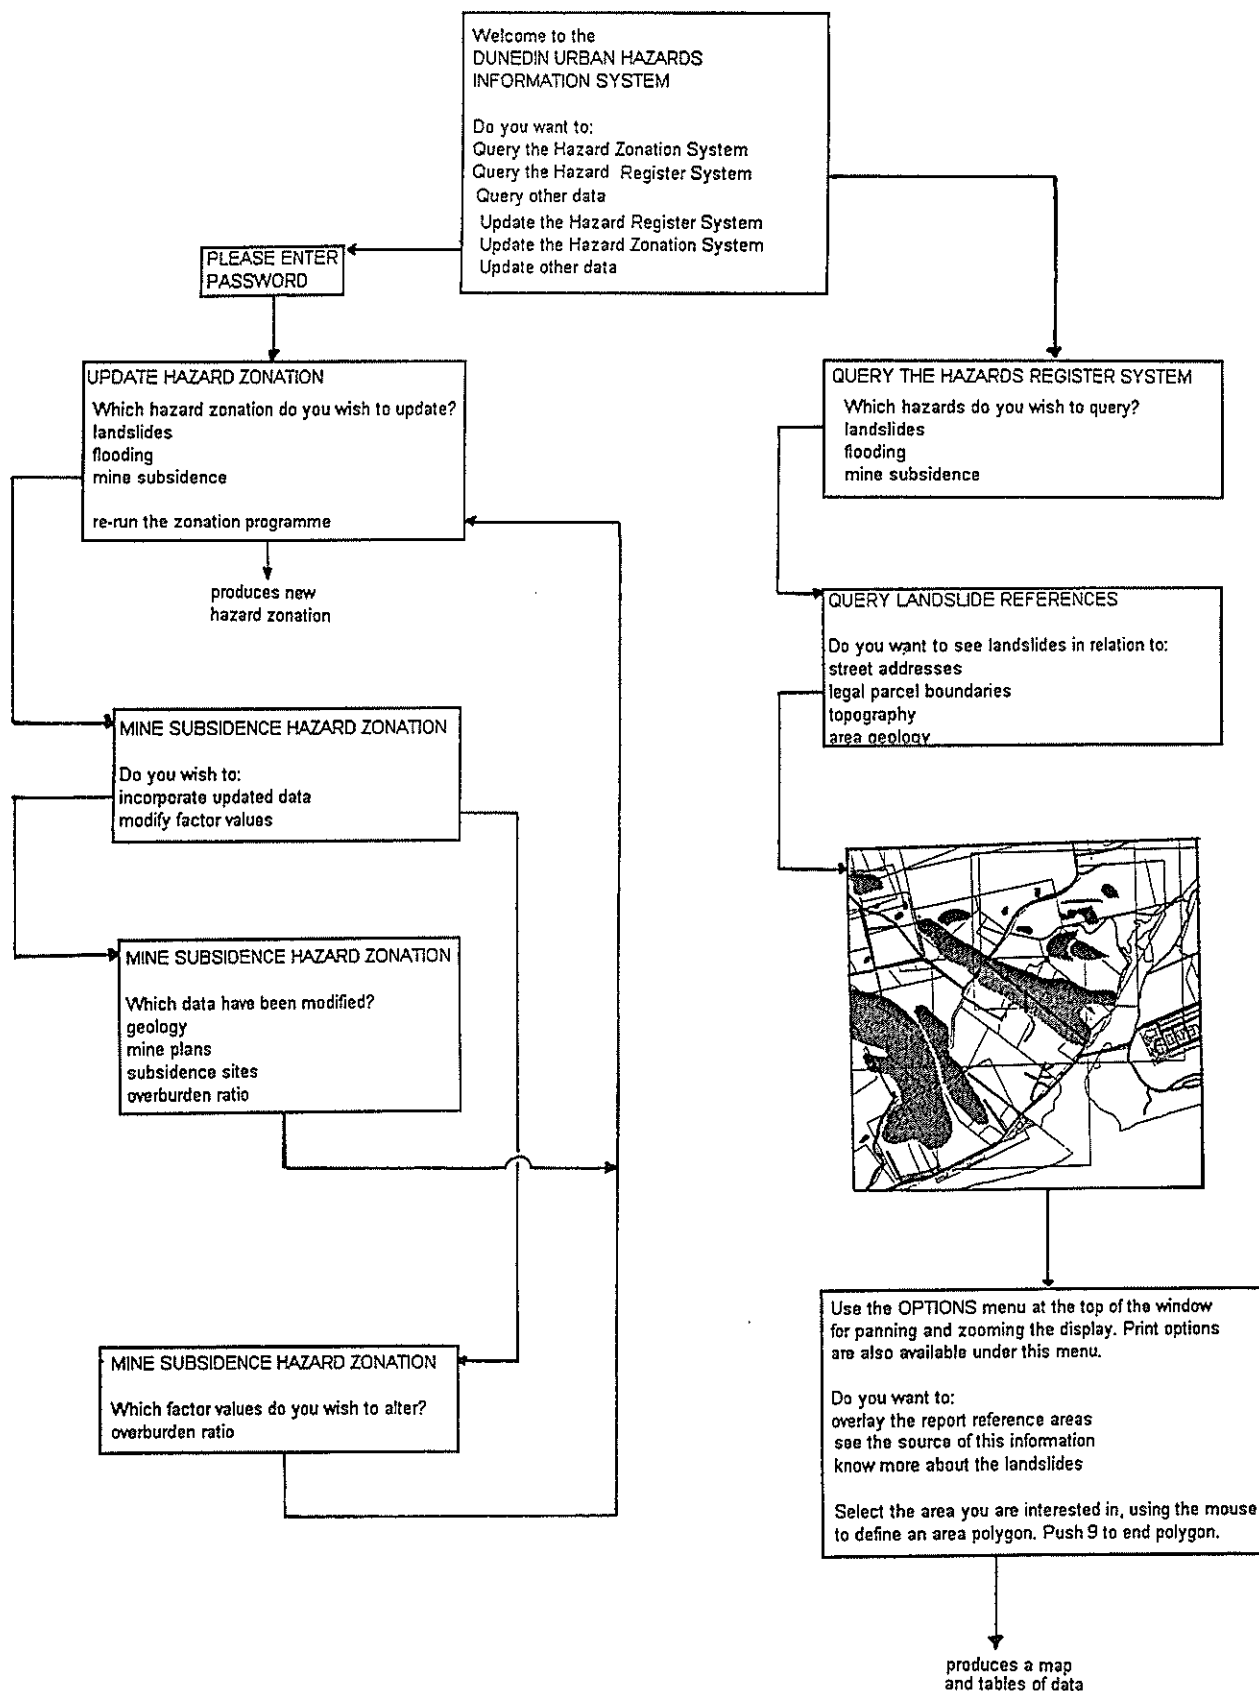 Welcome to the
DUNEDIN URBAN HAZARDS
INFORMATION SYSTEM
Do you want to:
Query the Hazard Zonation System
Query the Hazard Register System
Query other data
Update the Hazard Register System
Update the Hazard Zonation System
Update other data
PLEASE ENTER
PASSWORD
UPDATE HAZARD ZONATION
Which hazard zonation do you wish to update?
landslides
flooding
mine subsidence
re-run the zonation programme
produces new
hazard zonation
MINE SUBSIDENCE HAZARD ZONATION
Do you wish to:
incorporate updated data
modify factor values
MINE SUBSIDENCE HAZARD ZONATION
Which data have been modified?
geology
mine plans
subsidence sites
overburden ratio
MINE SUBSIDENCE HAZARD ZONATION
Which factor values do you wish to alter?
overburden ratio
QUERY THE HAZARDS REGISTER SYSTEM
Which hazards do you wish to query?
landslides
flooding
mine subsidence
QUERY LANDSLIDE REFERENCES
Do you want to see landslides in relation to:
street addresses
legal parcel boundaries
topography
area geology
Use the OPTIONS menu at the top of the window
for panning and zooming the display. Print options
are also available under this menu.
Do you want to:
overlay the report reference areas
see the source of this information
know more about the landslides
Select the area you are interested in, using the mouse
to define an area polygon. Push 9 to end polygon.
produces a map
and tables of data